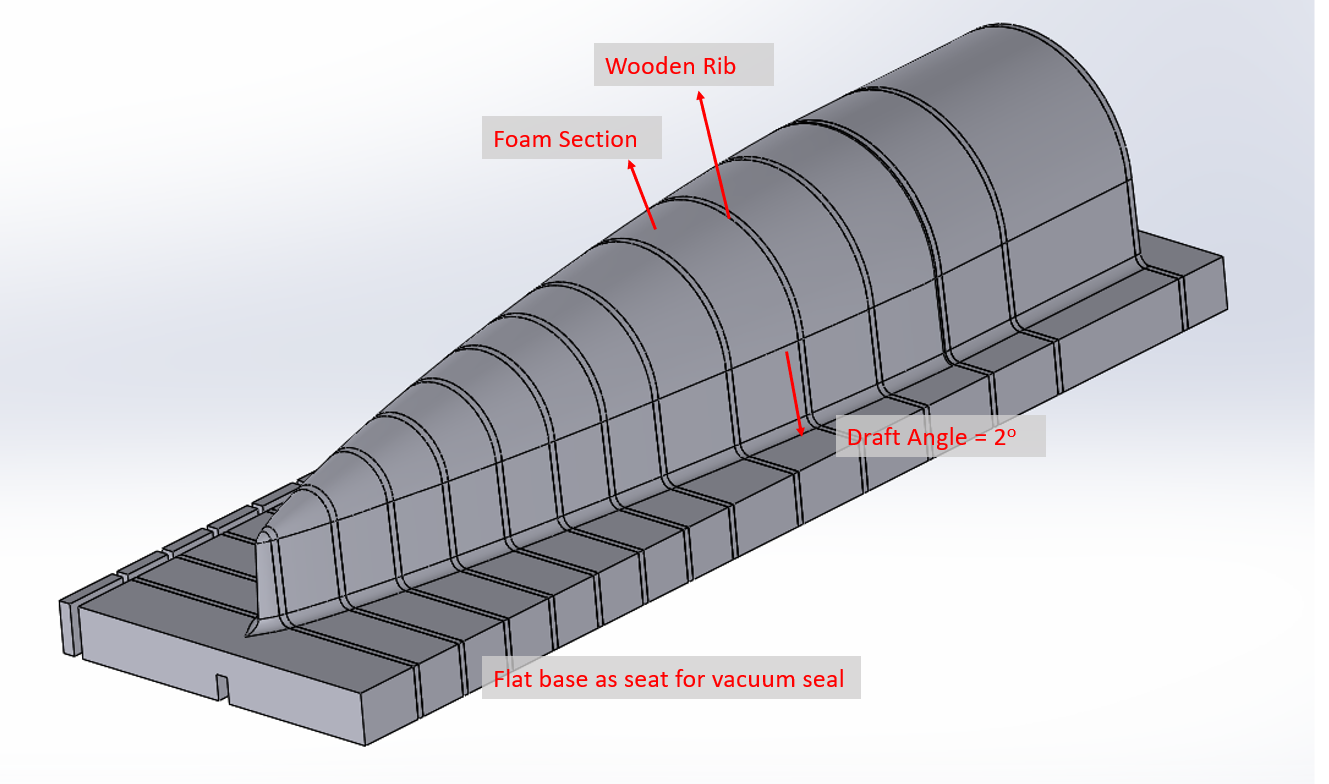 Wooden Rib
Foam Section
Draft Angle = 2º
Flat base as seat for vacuum seal